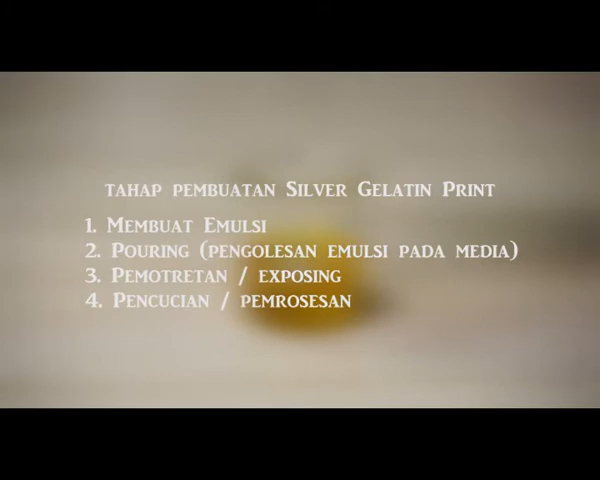 tahap pembuatan Silver Gelatin Print
1. Membuat Emulsi
2. Pouring (pengolesan emulsi pada media)
3. Pemotretan / exposing
4. Pencucian / pemrosesan